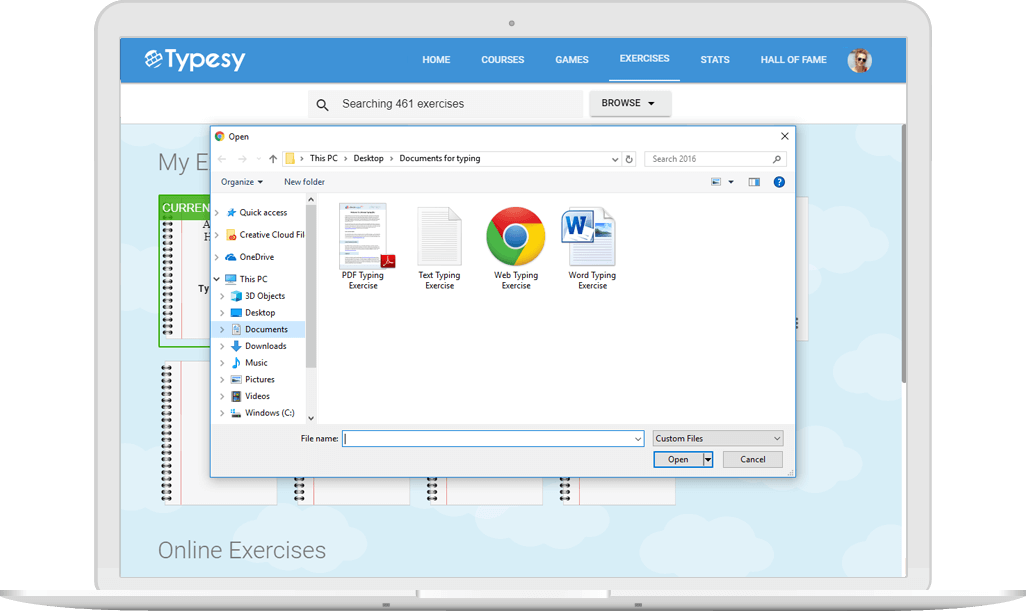 Typesy
HOME COURSES GAMES EXERCISES STATS HALL OF FAME
Searching 461 exercises
BROWSE
My E
CURREN
A
H
Ty
Open
This PC > Desktop > Documents for typing
Search 2016
Organize
New folder
Quick access
Creative Cloud Fil
OneDrive
This PC
3D Objects
Desktop
Documents
Downloads
Music
Pictures
Videos
Windows (C:)
PDF Typing
Exercise
Text Typing
Exercise
Web Typing
Exercise
W
Word Typing
Exercise
File name:
Custom Files
Open
Cancel
Online Exercises